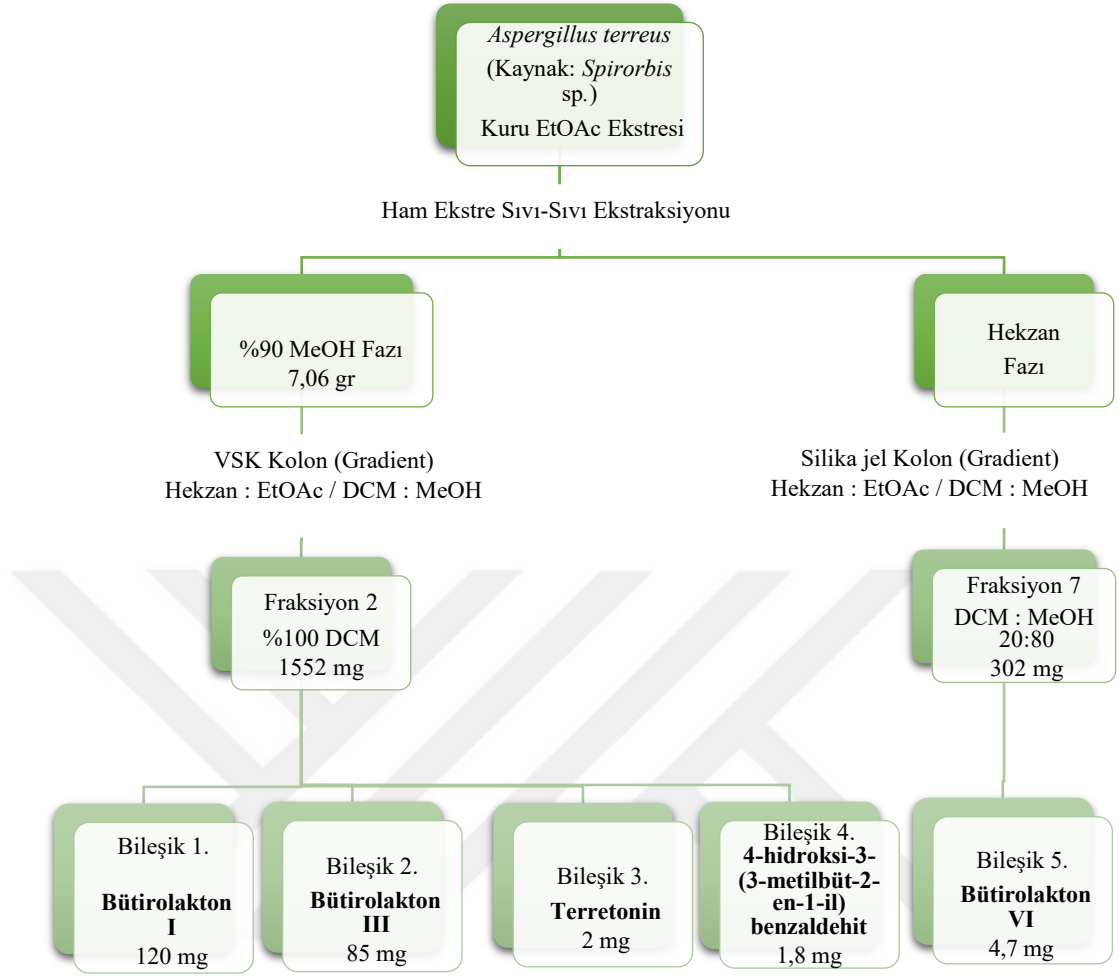 Aspergillus terreus
(Kaynak: Spirorbis
sp.)
Kuru EtOAc Ekstresi
Ham Ekstre Sıvı-Sıvı Ekstraksiyonu
%90 MeOH Fazı
7,06 gr
Hekzan
Fazı
VSK Kolon (Gradient)
Hekzan : EtOAc / DCM : MeOH
Silika jel Kolon (Gradient)
Hekzan : EtOAc / DCM : MeOH
Fraksiyon 2
%100 DCM
1552 mg
Fraksiyon 7
DCM : MeOH
20:80
302 mg
Bileşik 1.
Bütirolakton
I
120 mg
Bileşik 2.
Bütirolakton
III
85 mg
Bileşik 3.
Terretonin
2 mg
Bileşik 4.
4-hidroksi-3-
(3-metilbüt-2-
en-1-il)
benzaldehit
1,8 mg
Bileşik 5.
Bütirolakton
VI
4,7 mg